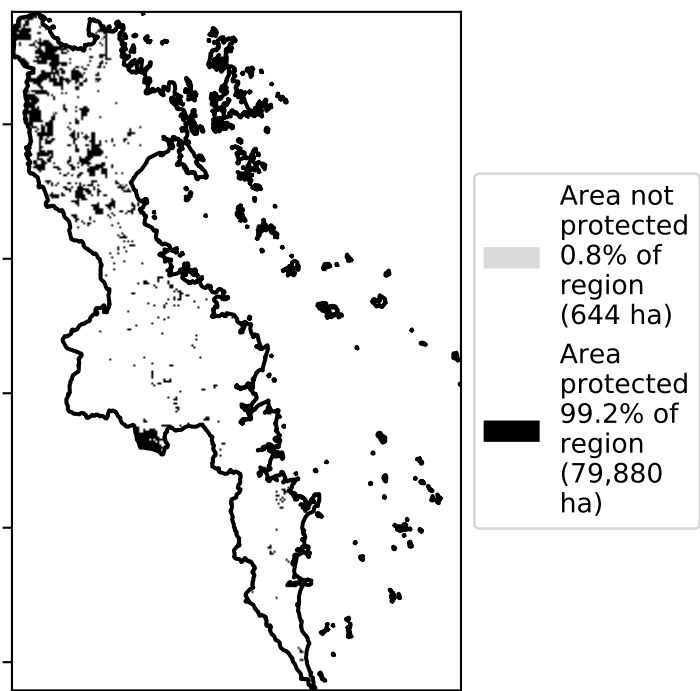 Area not
protected
0.8% of
region
(644 ha)
Area
protected
99.2% of
region
(79,880
ha)